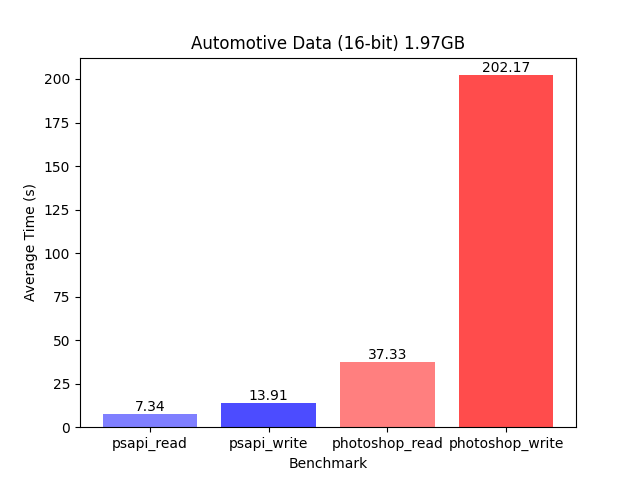 Automotive Data (16-bit) 1.97GB
Average Time (s)
200
175
150
125
100
75
50
25
0
7.34
13.91
37.33
202.17
psapi_read
psapi_write
photoshop_read
photoshop_write
Benchmark